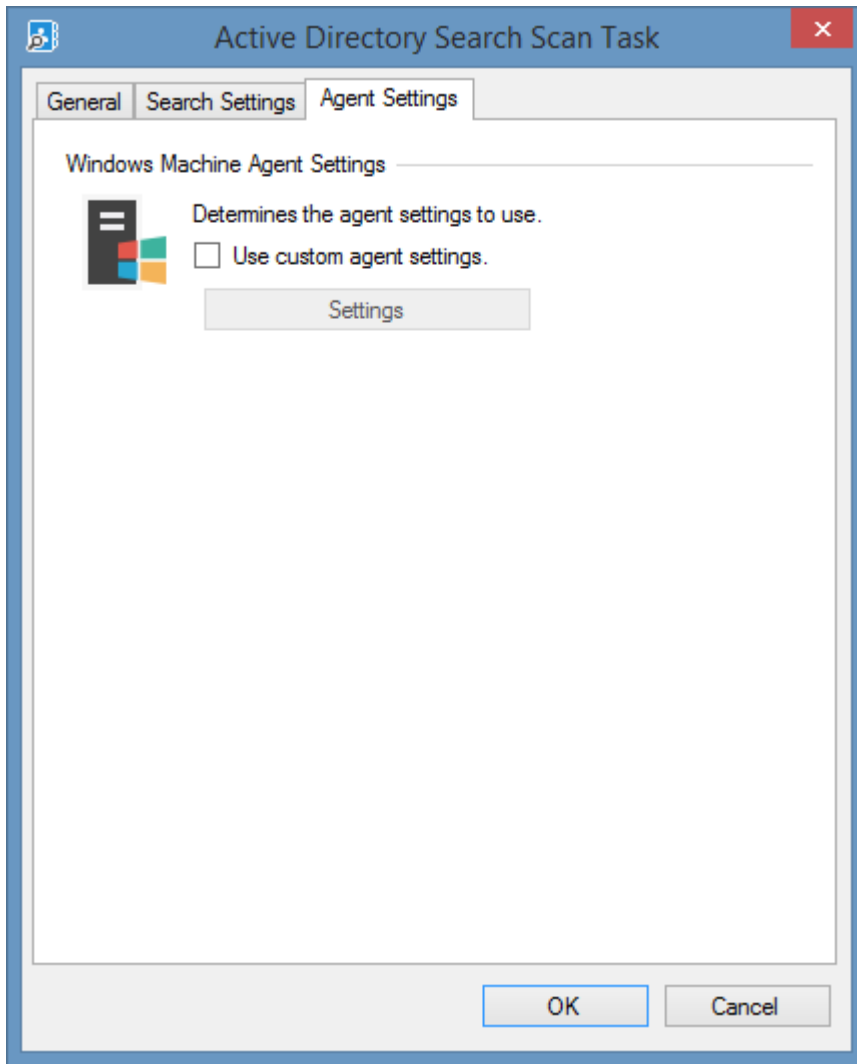 Active Directory Search Scan Task
General
Search Settings
Agent Settings
Windows Machine Agent Settings
Determines the agent settings to use.
Use custom agent settings.
Settings
OK
Cancel